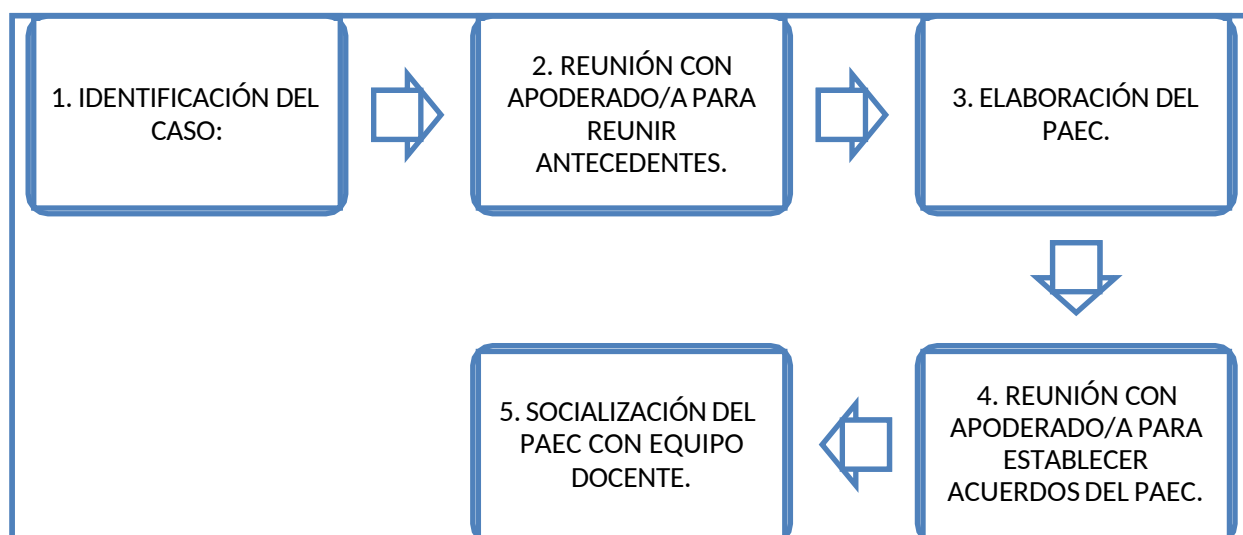 1. IDENTIFICACIÓN DEL
CASO:
2. REUNIÓN CON
APODERADO/A PARA
REUNIR
ANTECEDENTES.
3. ELABORACIÓN DEL
PAEC.
4. REUNIÓN CON
APODERADO/A PARA
ESTABLECER
ACUERDOS DEL PAEC.
5. SOCIALIZACIÓN DEL
PAEC CON EQUIPO
DOCENTE.